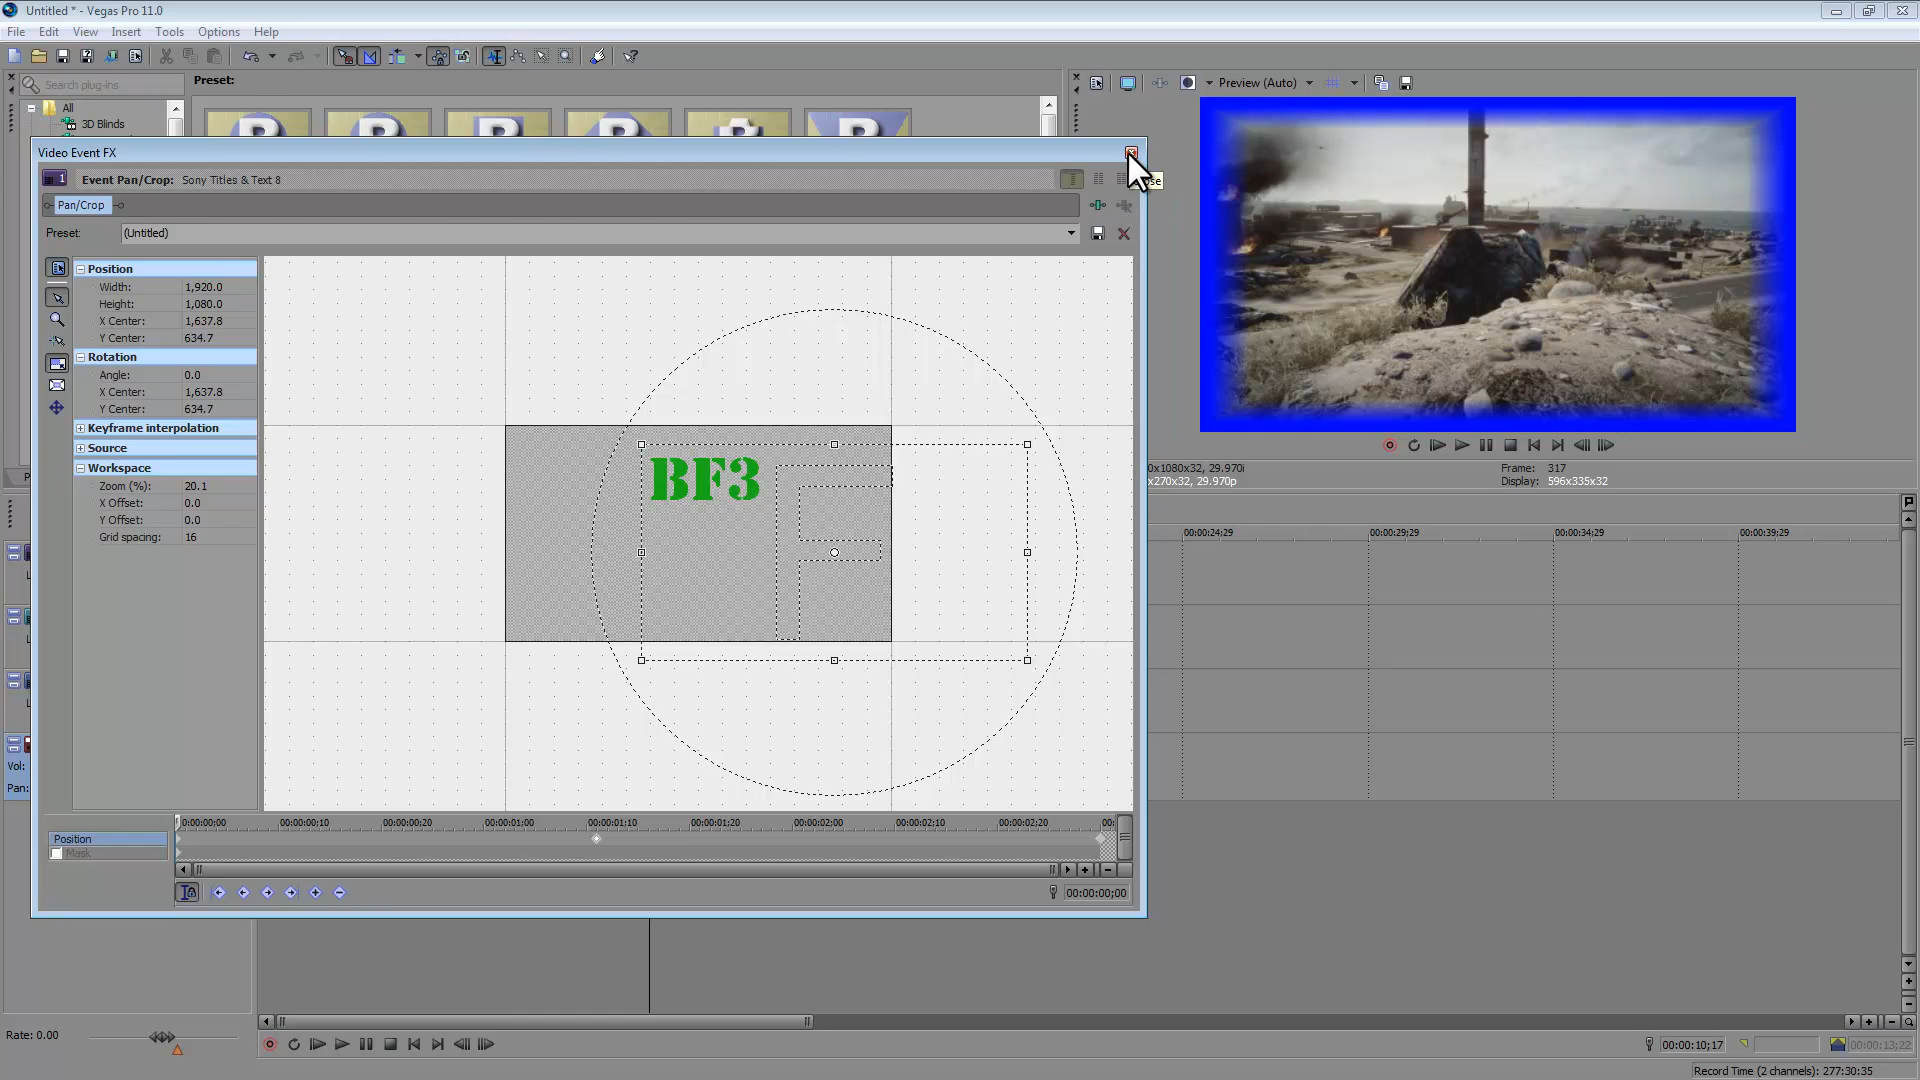 Untitled * - Vegas Pro 11.0
File Edit View Insert Tools Options Help
Search plug-ins
Preset:
All
3D Blinds
Preview (Auto)
Video Event FX
1
Event Pan/Crop: Sony Titles & Text 8
Pan/Crop
Preset: (Untitled)
Position
Width: 1,920.0
Height: 1,080.0
X Center: 1,637.8
Y Center: 634.7
Rotation
Angle: 0.0
X Center: 1,637.8
Y Center: 634.7
Keyframe interpolation
Source
Workspace
Zoom (%): 20.1
X Offset: 0.0
Y Offset: 0.0
Grid spacing: 16
BF3
0x1080x32, 29.970i
x270x32, 29.970p
Frame: 317
Display: 596x335x32
00:00:24;29 00:00:29;29 00:00:34;29 00:00:39;29
Vol:
Pan:
0:00:00;00 00:00:00;10 00:00:00;20 00:00:01;00 00:00:01;10 00:00:01;20 00:00:02;00 00:00:02;10 00:00:02;20 00:
Position
Mask
00:00:00;00
Rate: 0.00
00:00:10;17
00:00:13;22
Record Time (2 channels): 277:30:35